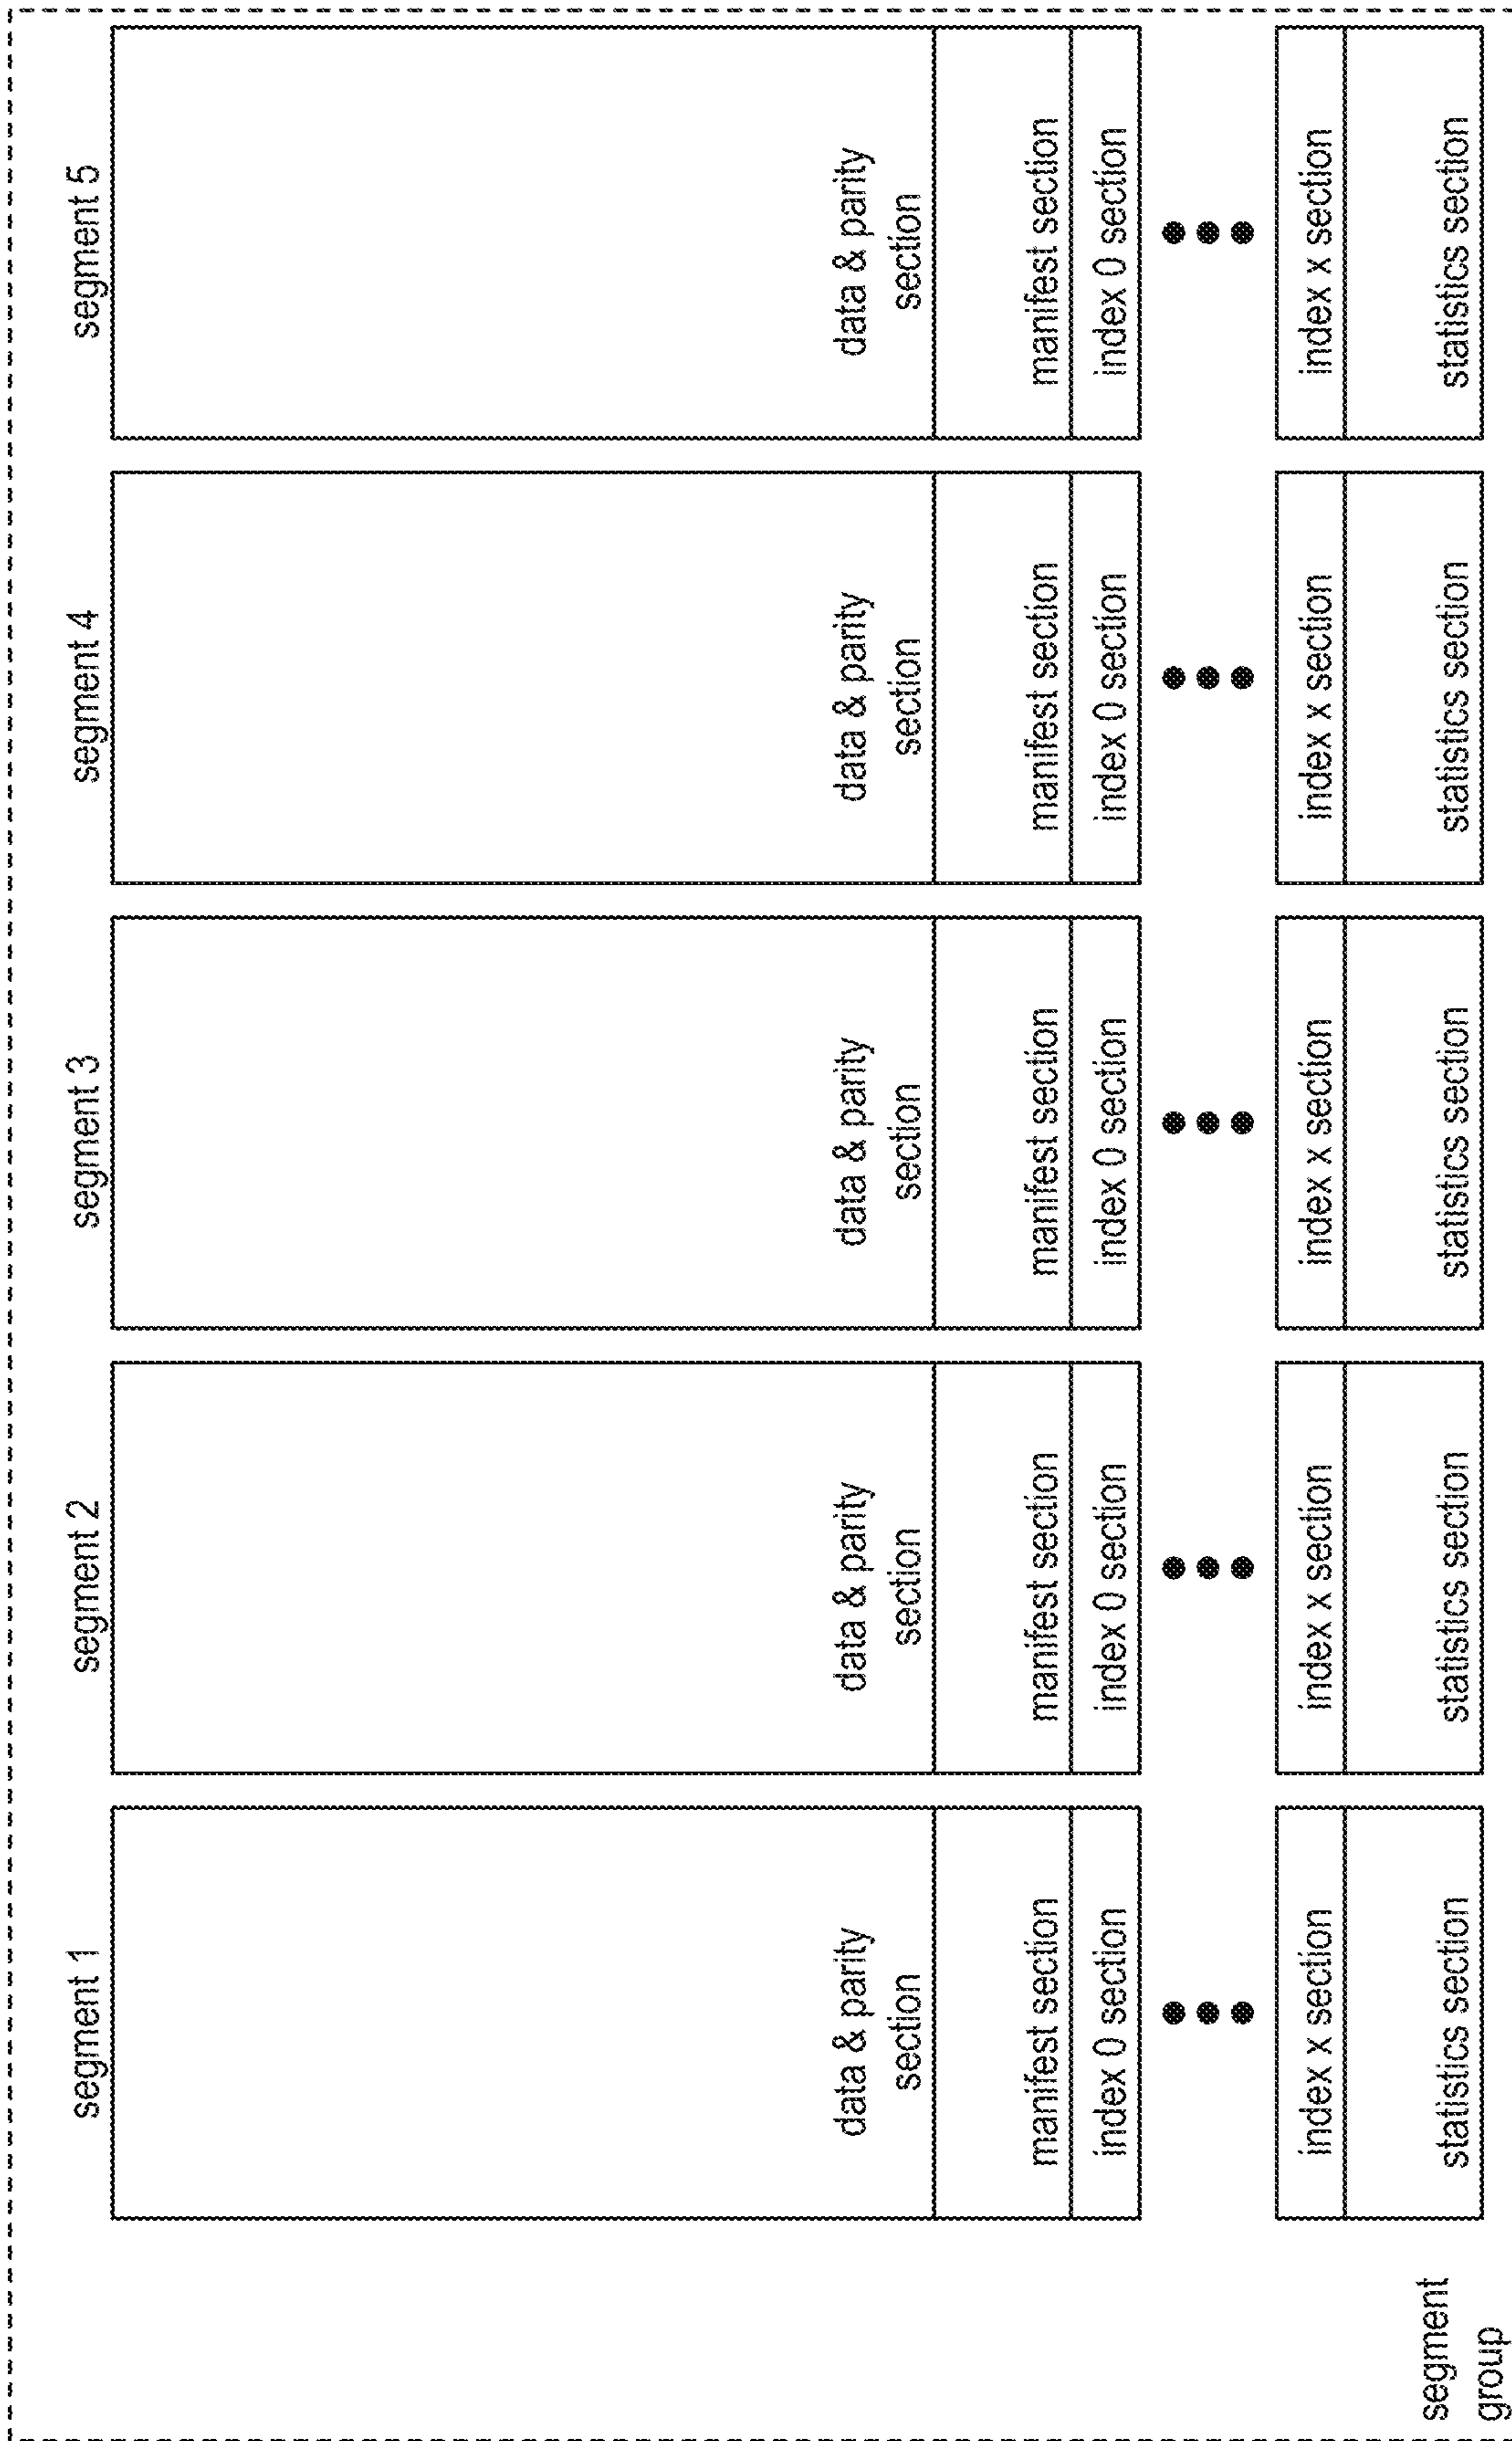 segment 1
data & parity
section
manifest section
index 0 section
index x section
statistics section
segment 2
data & parity
section
manifest section
index 0 section
index x section
statistics section
segment 3
data & parity
section
manifest section
index 0 section
index x section
statistics section
segment 4
data & parity
section
manifest section
index 0 section
index x section
statistics section
segment 5
data & parity
section
manifest section
index 0 section
index x section
statistics section
segment
group